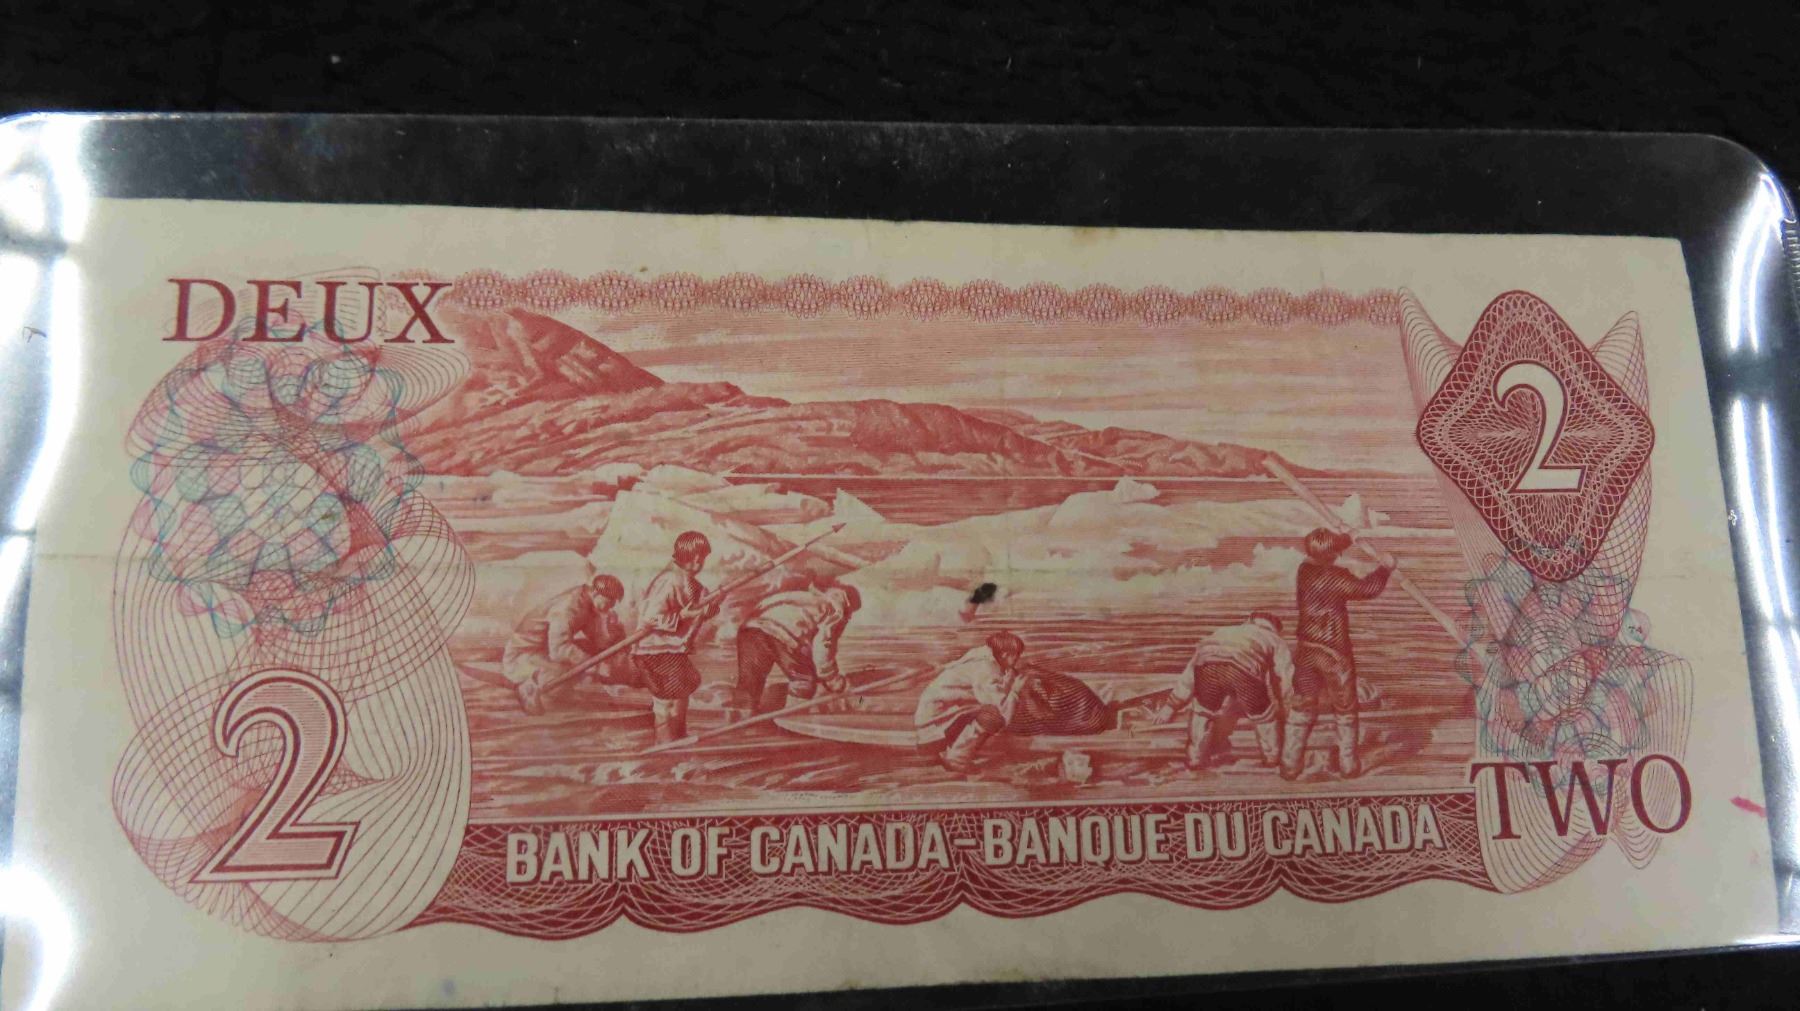 DEUX
2
2
BANK OF CANADA-BANQUE DU CANADA
TWO